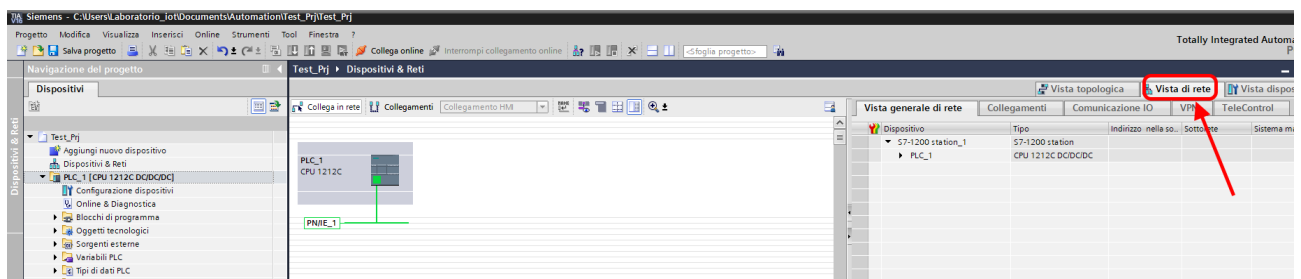 Siemens - C:\Users\Laboratorio_iot\Documents\Automation\Test_Prj\Test_Prj
Progetto Modifica Visualizza Inserisci Online Strumenti Tool Finestra ?
Totally Integrated Automa
Salva progetto Collega online Interrompi collegamento online <Sfoglia progetto>
P
Navigazione del progetto
Test_Prj Dispositivi & Reti
Dispositivi
Vista topologica Vista di rete Vista dispos
Collega in rete Collegamenti Collegamento HMI
Vista generale di rete Collegamenti Comunicazione IO VPN TeleControl
Dispositivi & Reti
Dispositivo Tipo Indirizzo nella so... Sottorete Sistema ma
Test_Prj
S7-1200 station_1 S7-1200 station
Aggiungi nuovo dispositivo
PLC_1 CPU 1212C DC/DC/DC
Dispositivi & Reti
PLC_1
CPU 1212C
PLC_1 [CPU 1212C DC/DC/DC]
Configurazione dispositivi
Online & Diagnostica
Blocchi di programma
PN/IE_1
Oggetti tecnologici
Sorgenti esterne
Variabili PLC
Tipi di dati PLC